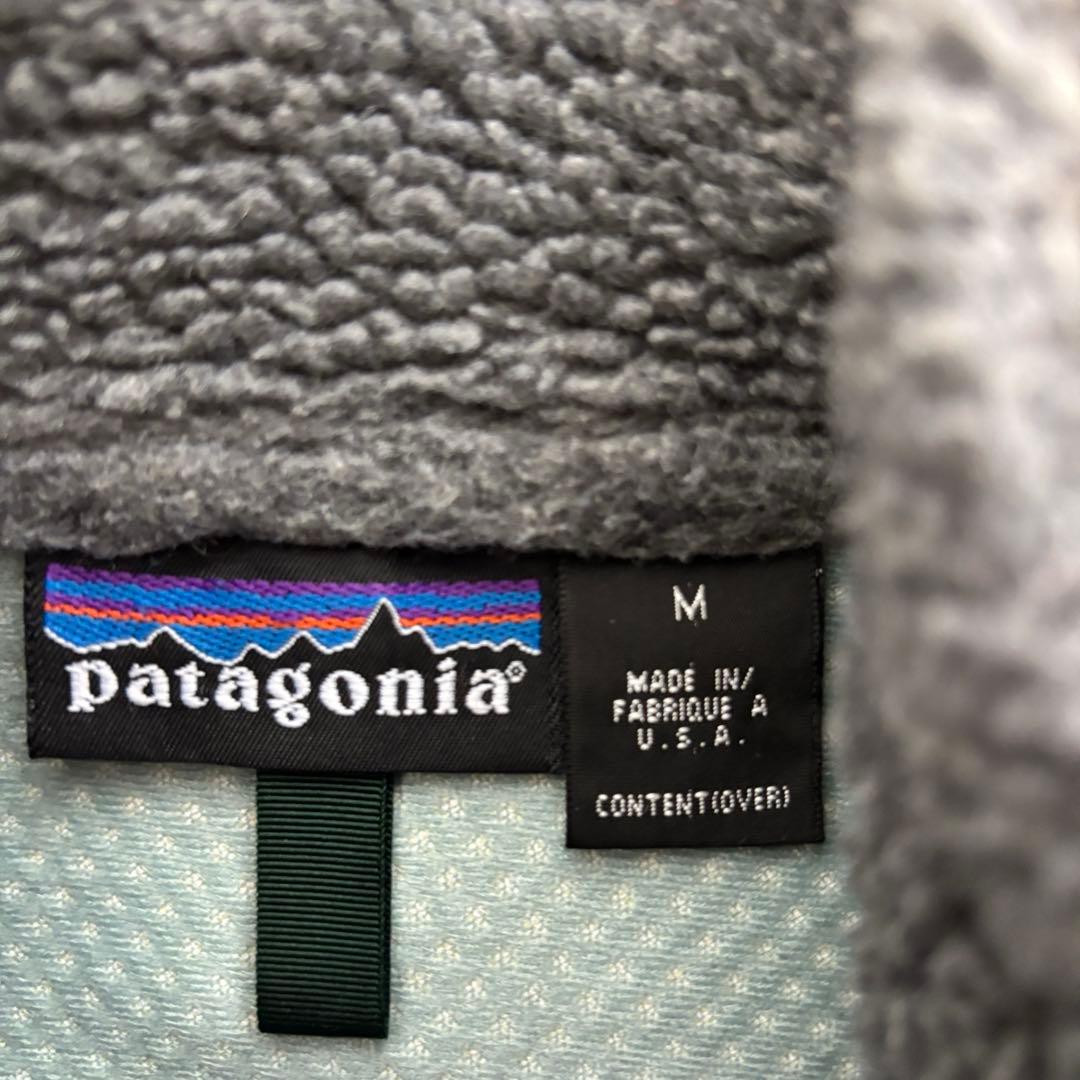 patagonia®
M
MADE IN/
FABRIQUE A
U.S.A.
CONTENT(OVER)